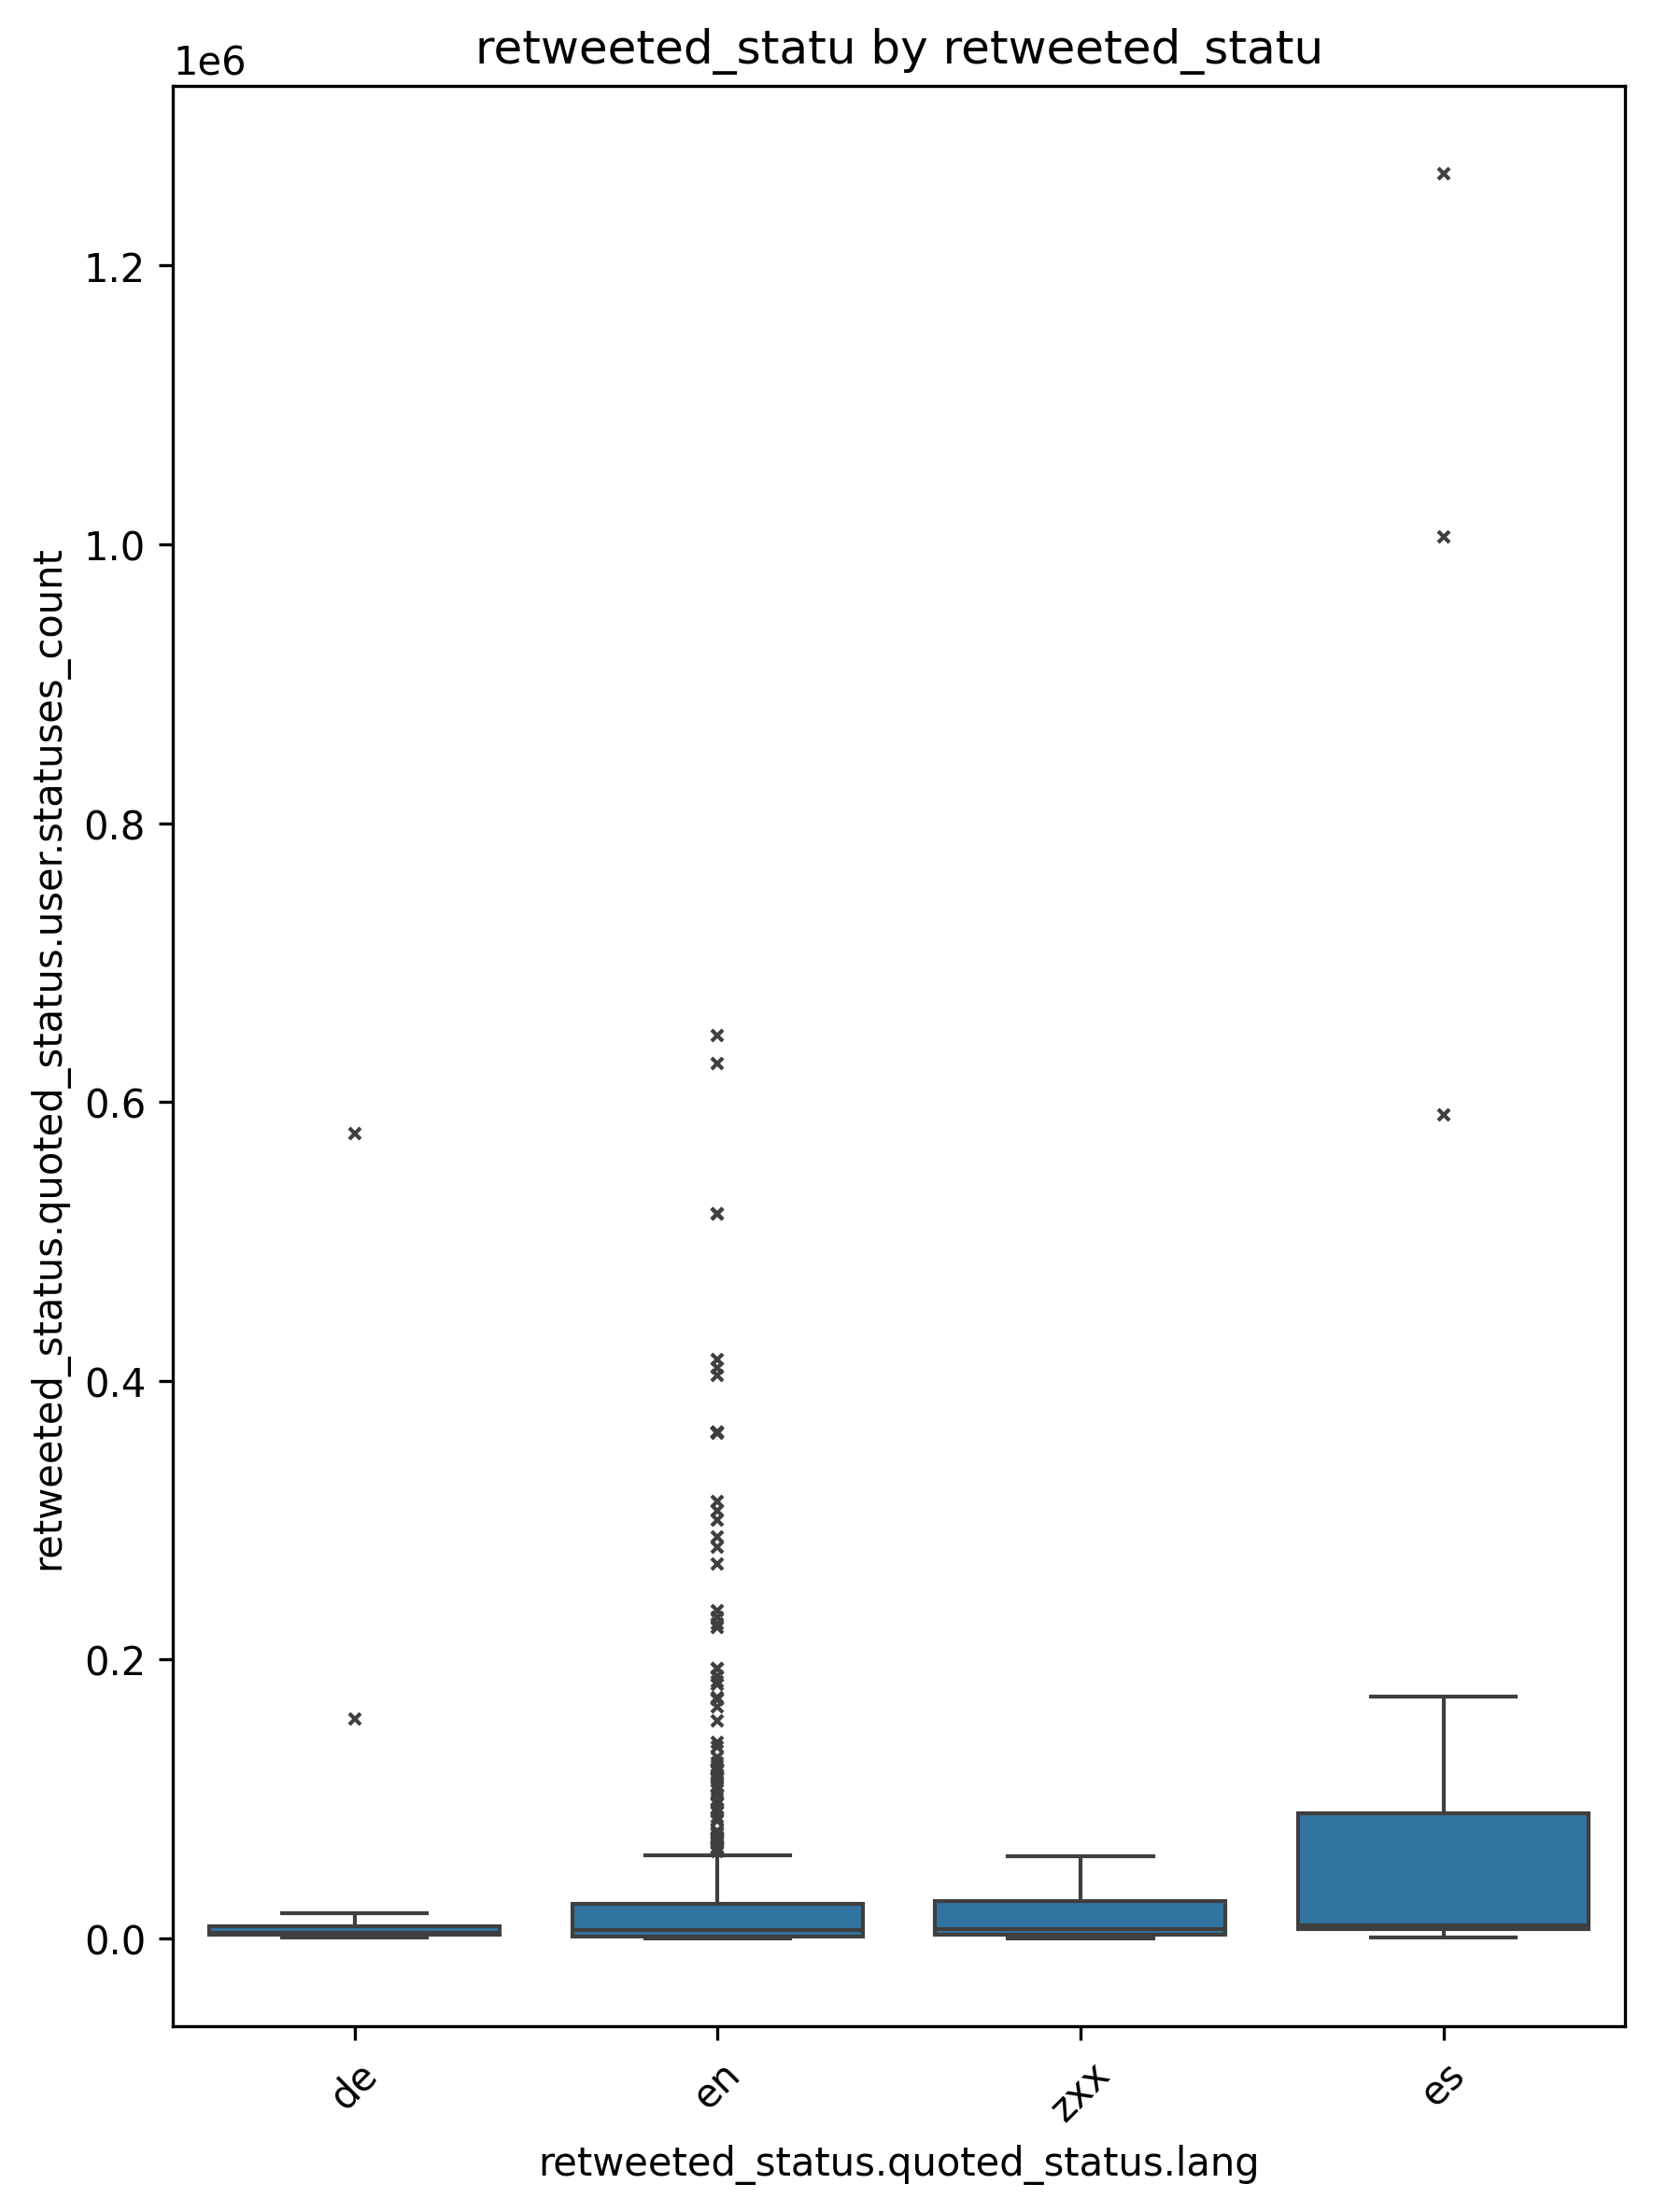 retweeted_statu by retweeted_statu
1e6
1.2
1.0
0.8
0.6
0.4
0.2
0.0
retweeted_status.quoted_status.user.statuses_count
de
en
zxx
es
retweeted_status.quoted_status.lang